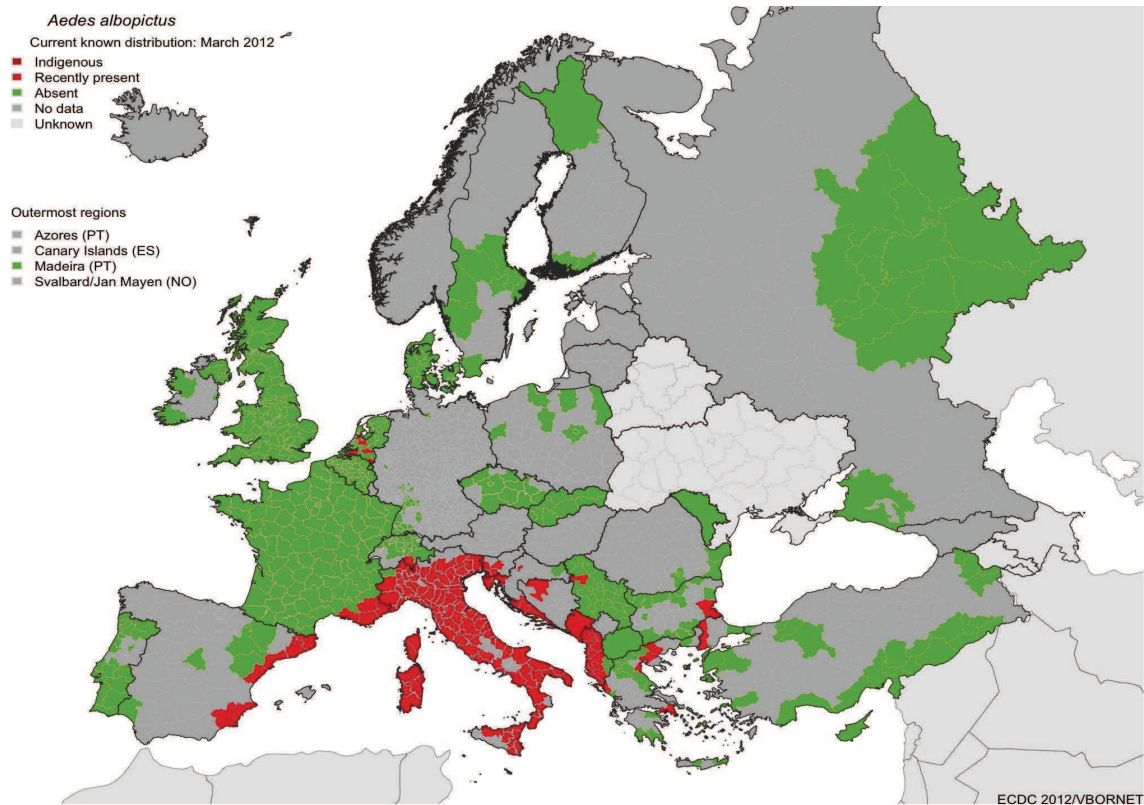 Aedes albopictus
Current known distribution: March 2012
Indigenous
Recently present
Absent
No data
Unknown
Outermost regions
Azores (PT)
Canary Islands (ES)
Madeira (PT)
Svalbard/Jan Mayen (NO)
ECDC 2012/VBORNET